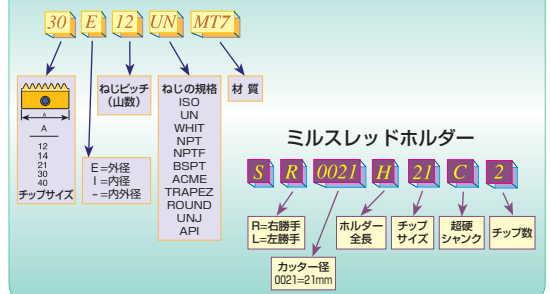 30 E 12 UN MT7
A
A
12
14
21
30
40
チップサイズ
E＝外径
I＝内径
-＝内外径
ねじピッチ
（山数）
ねじの規格
ISO
UN
WHIT
NPT
NPTF
BSPT
ACME
TRAPEZ
ROUND
UNJ
API
材 質
ミルスレッドホルダー
S R 0021 H 21 C 2
R=右勝手
L=左勝手
カッター径
0021=21mm
ホルダー
全長
チップ
サイズ
超硬
シャンク
チップ数